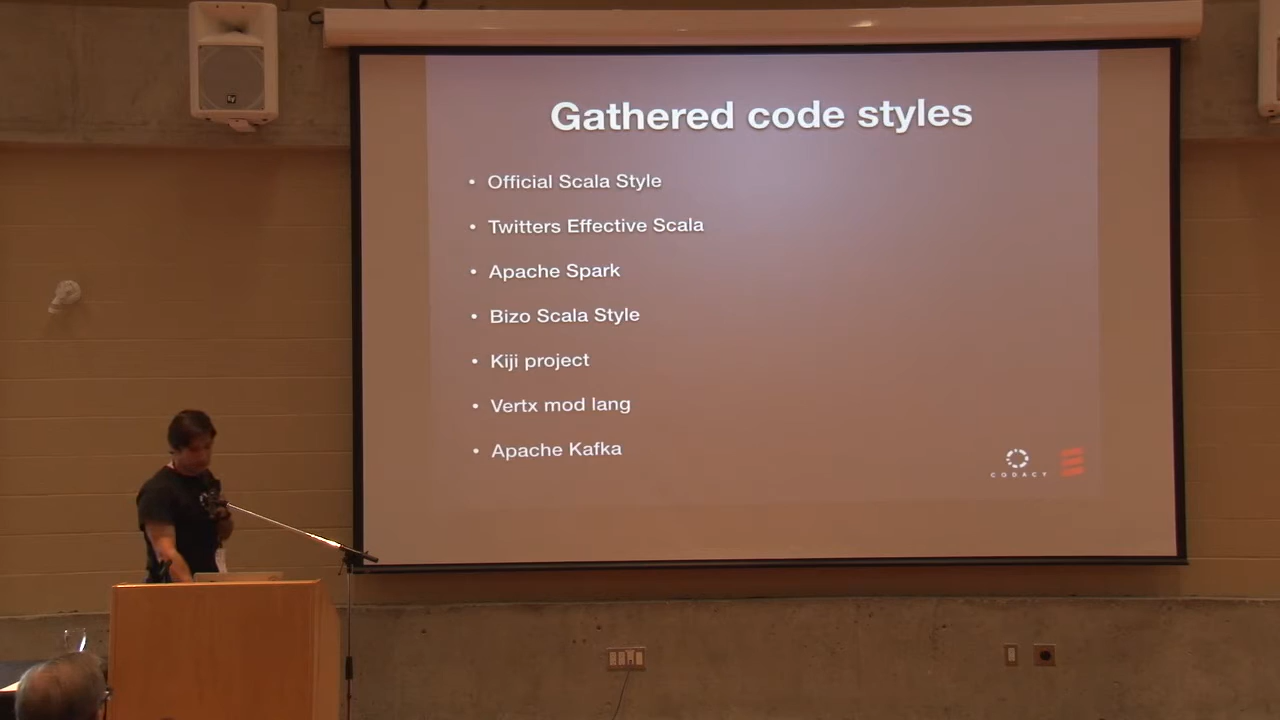 Gathered code styles
• Official Scala Style
• Twitters Effective Scala
• Apache Spark
• Bizo Scala Style
• Kiji project
• Vertx mod lang
• Apache Kafka
CODACY